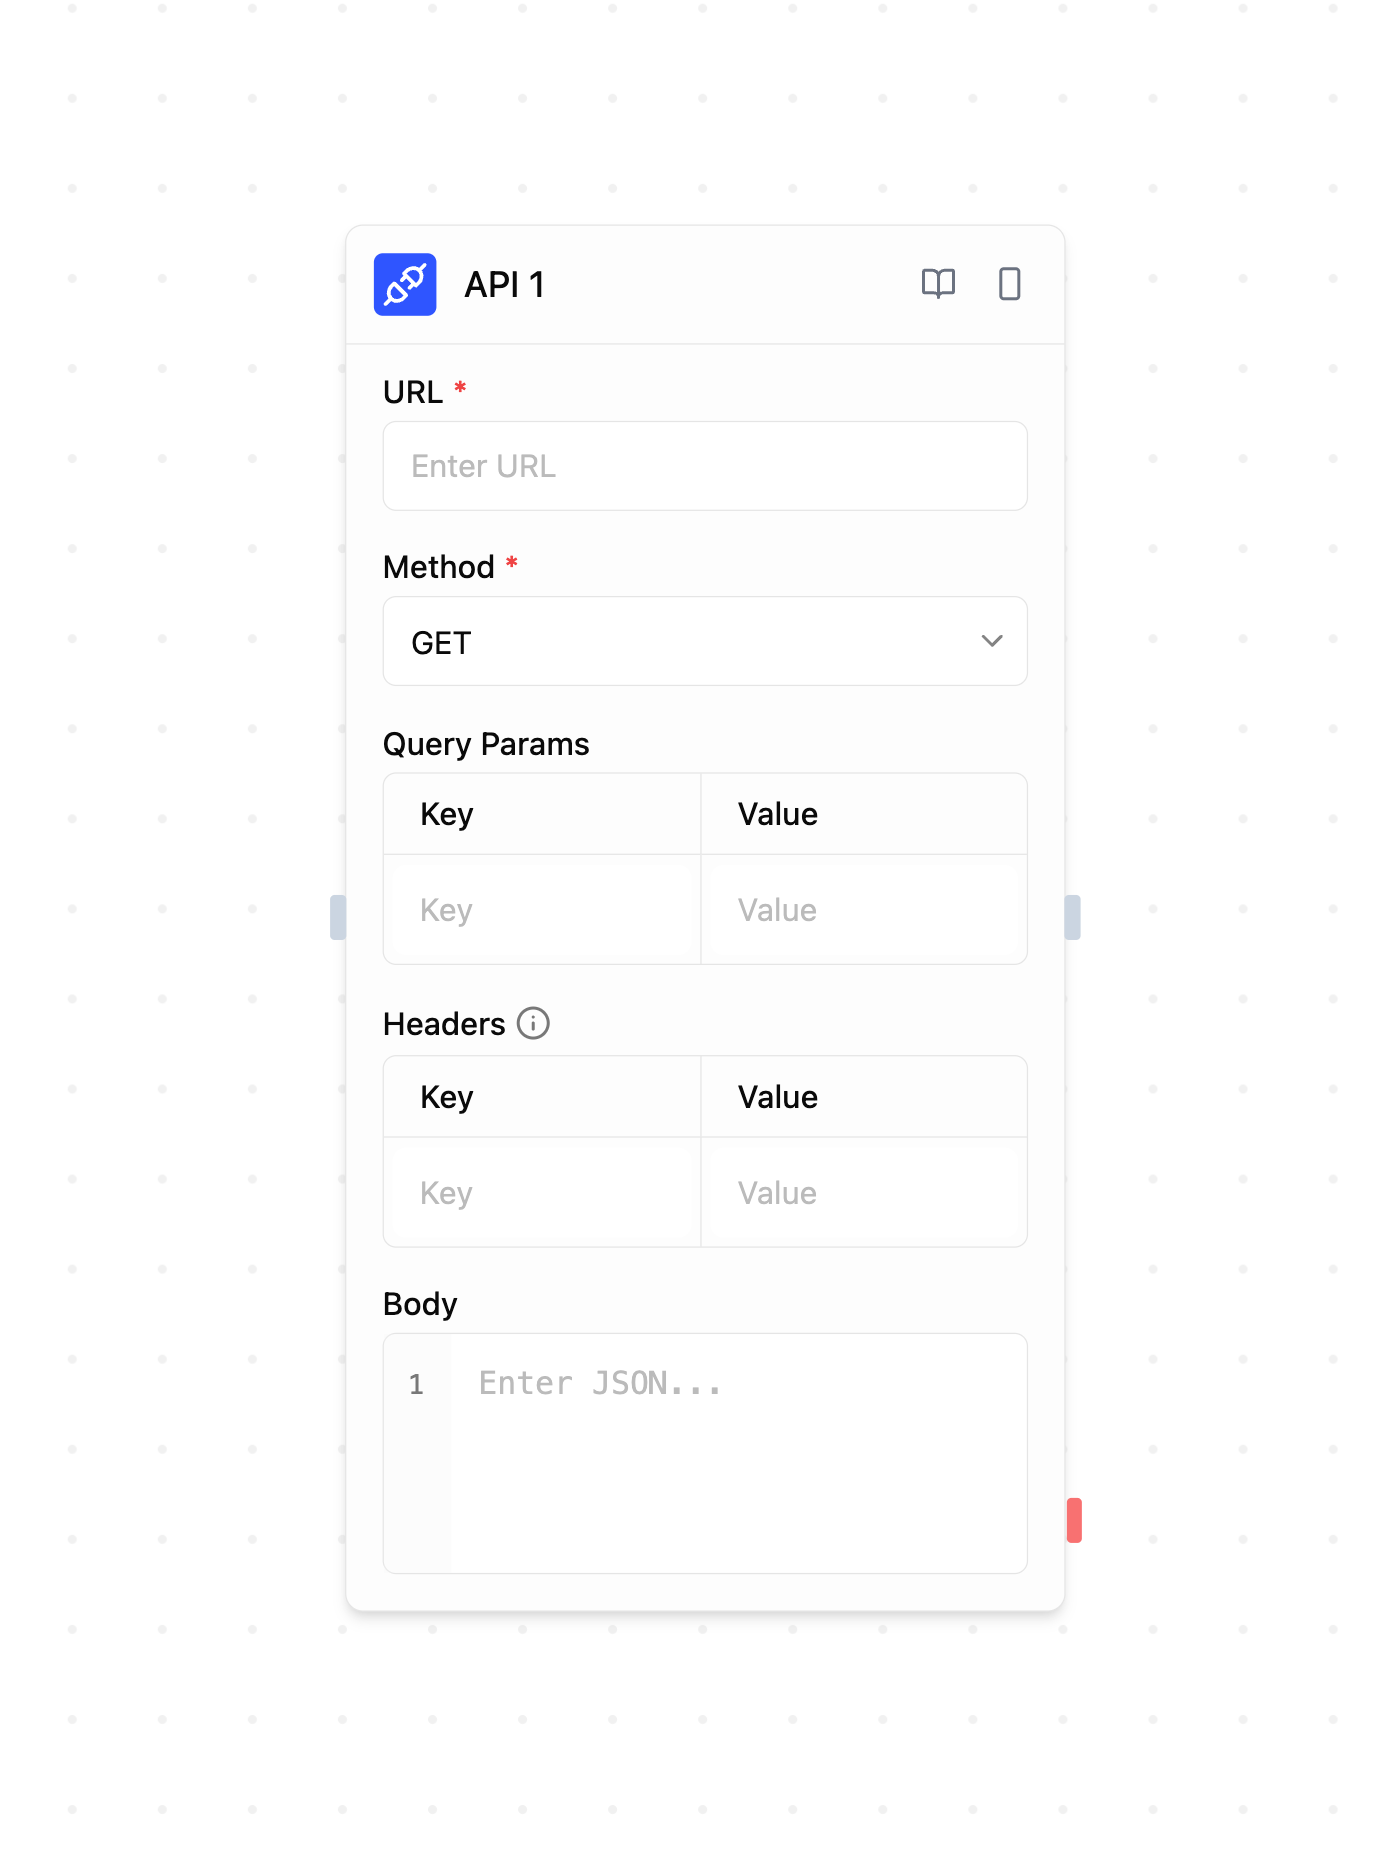 API 1
URL *
Enter URL
Method *
GET
Query Params
Key Value
Key Value
Headers
Key Value
Key Value
Body
1 Enter JSON...